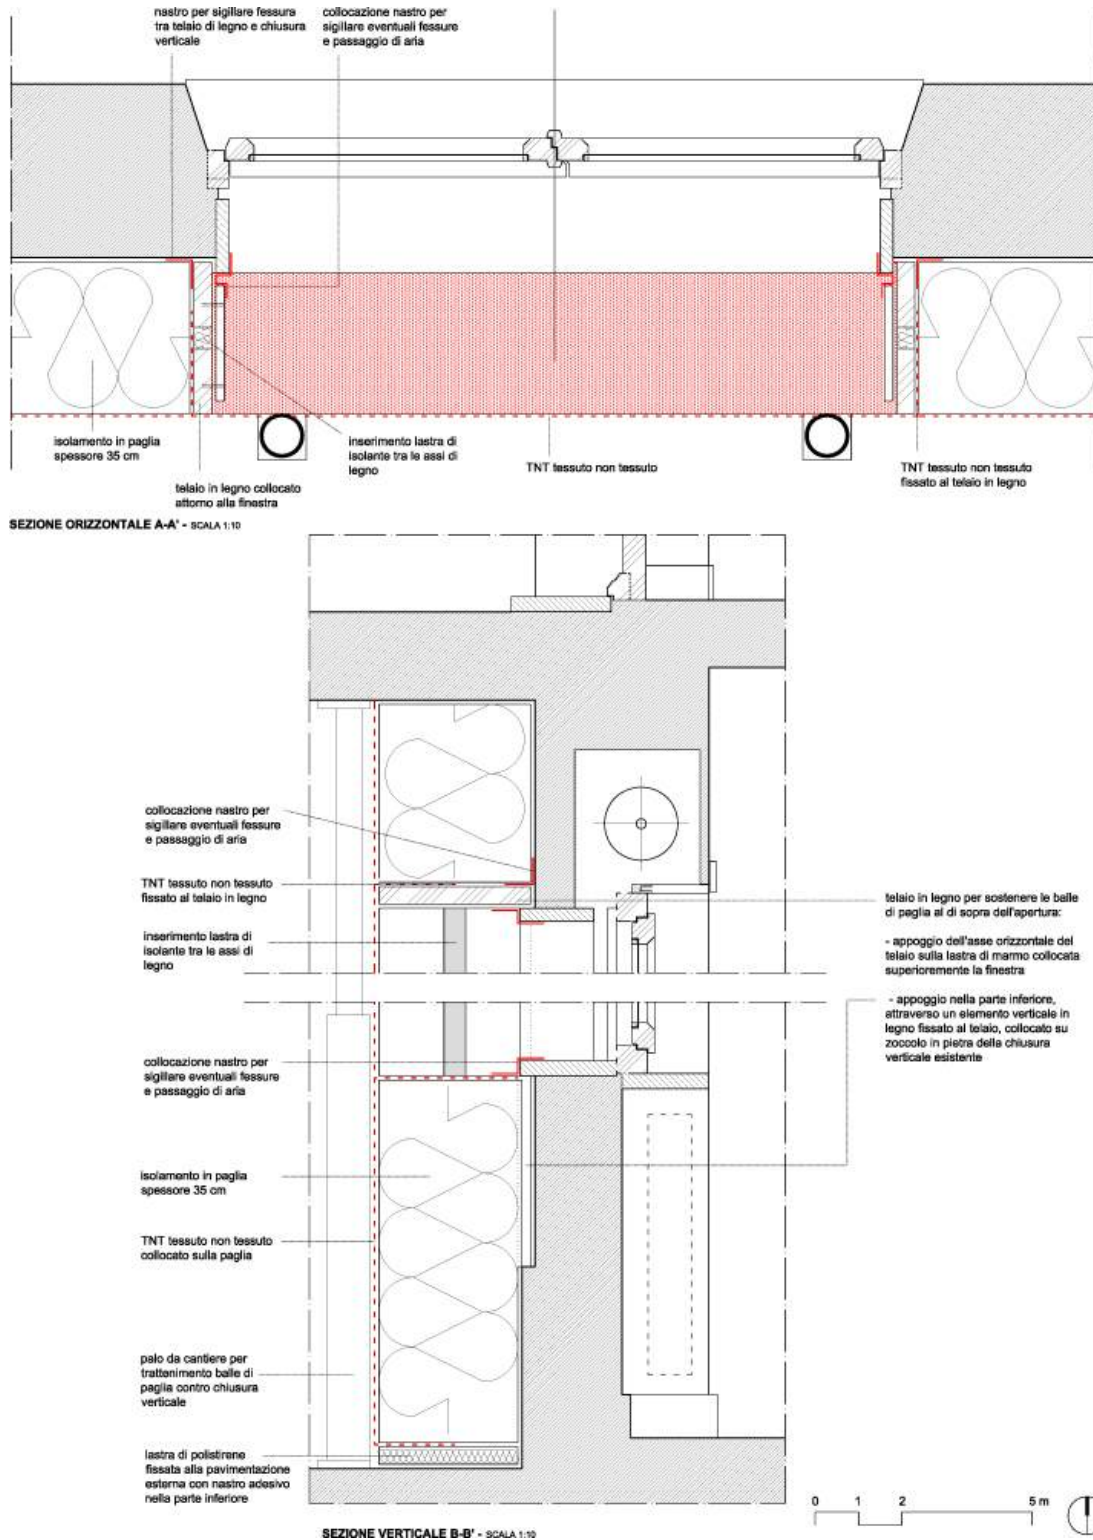 nastro per sigillare fessura
tra telaio di legno e chiusura
verticale
collocazione nastro per
sigillare eventuali fessure
e passaggio di aria
isolamento in paglia
spessore 35 cm
telaio in legno collocato
attorno alla finestra
inserimento lastra di
isolante tra le assi di
legno
TNT tessuto non tessuto
TNT tessuto non tessuto
fissato al telaio in legno
SEZIONE ORIZZONTALE A-A' - SCALA 1:10
collocazione nastro per
sigillare eventuali fessure
e passaggio di aria
TNT tessuto non tessuto
fissato al telaio in legno
inserimento lastra di
isolante tra le assi di
legno
collocazione nastro per
sigillare eventuali fessure
e passaggio di aria
isolamento in paglia
spessore 35 cm
TNT tessuto non tessuto
collocato sulla paglia
palo da cantiere per
trattenimento balle di
paglia contro chiusura
verticale
lastra di polistirene
fissata alla pavimentazione
esterna con nastro adesivo
nella parte inferiore
telaio in legno per sostenere le balle
di paglia al di sopra dell'apertura:
- appoggio dell'asse orizzontale del
telaio sulla lastra di marmo collocata
superiormente la finestra
- appoggio nella parte inferiore,
attraverso un elemento verticale in
legno fissato al telaio, collocato su
zoccolo in pietra della chiusura
verticale esistente
0 1 2 5 m
SEZIONE VERTICALE B-B' - SCALA 1:10